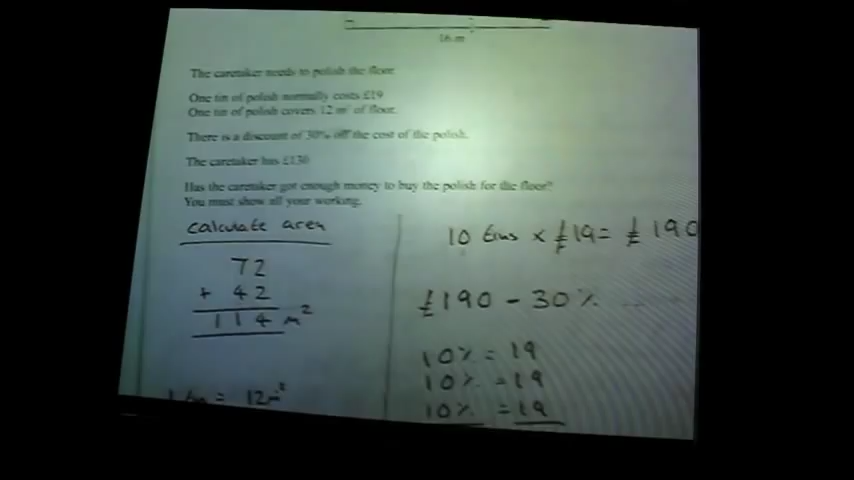 16 m
The caretaker needs to polish the floor.
One tin of polish normally costs £19
One tin of polish covers 12 m² of floor.
There is a discount of 30% off the cost of the polish.
The caretaker has £130
Has the caretaker got enough money to buy the polish for the floor?
You must show all your working.
calculate area
72
+ 42
114 m²
1 tin = 12m²
10 tins x £19 = £190
£190 - 30%
10% = 19
10% = 19
10% = 19